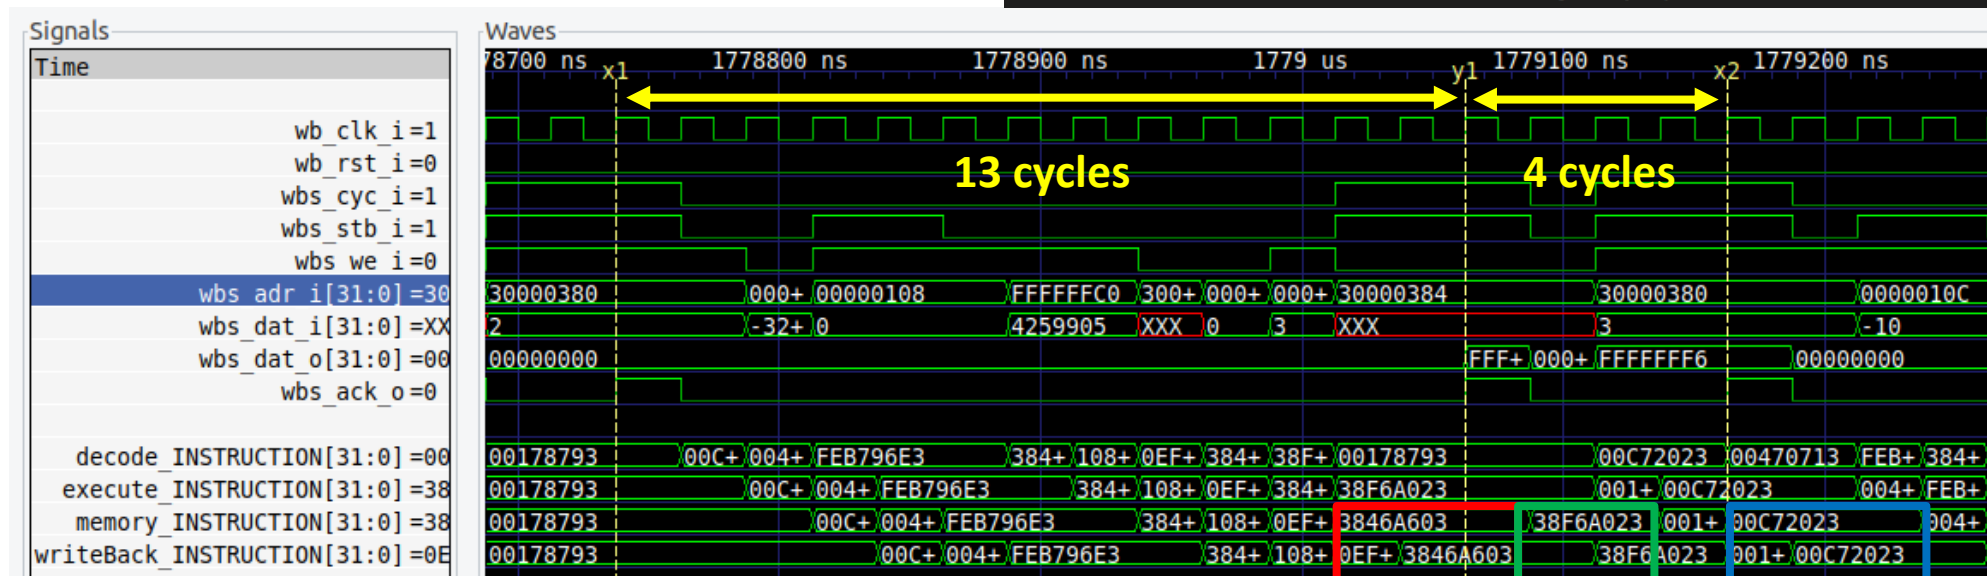 Signals
Waves
Time
78700 ns
1778800 ns
1778900 ns
1779 us
1779100 ns
1779200 ns
x1
y1
x2
13 cycles
4 cycles
wb_clk_i=1
wb_rst_i=0
wbs_cyc_i=1
wbs_stb_i=1
wbs_we_i=0
wbs_adr_i[31:0]=30 30000380 000+ 00000108 FFFFFFC0 300+ 000+ 000+ 30000384 30000380 0000010C
wbs_dat_i[31:0]=XX 2 -32+ 0 4259905 XXX 0 3 XXX 3 -10
wbs_dat_o[31:0]=00 00000000 FFF+ 000+ FFFFFFF6 00000000
wbs_ack_o=0
decode_INSTRUCTION[31:0]=00 00178793 00C+ 004+ FEB796E3 384+ 108+ 0EF+ 384+ 38F+ 00178793 00C72023 00470713 FEB+ 384+
execute_INSTRUCTION[31:0]=38 00178793 00C+ 004+ FEB796E3 384+ 108+ 0EF+ 384+ 38F6A023 001+ 00C72023 004+ FEB+
memory_INSTRUCTION[31:0]=38 00178793 00C+ 004+ FEB796E3 384+ 108+ 0EF+ 3846A603 38F6A023 001+ 00C72023 004+
writeBack_INSTRUCTION[31:0]=0E 00178793 00C+ 004+ FEB796E3 384+ 108+ 0EF+ 3846A603 38F6A023 001+ 00C72023